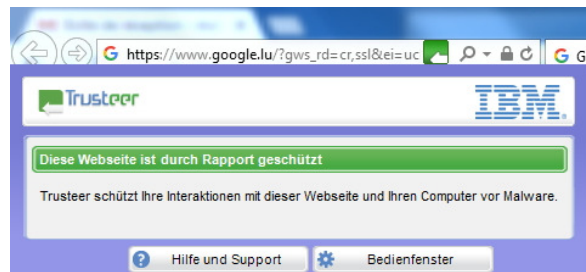 https://www.google.lu/?gws_rd=cr,ssl&ei=uc
G
Trusteer
IBM.
Diese Webseite ist durch Rapport geschützt
Trusteer schützt Ihre Interaktionen mit dieser Webseite und Ihren Computer vor Malware.
Hilfe und Support
Bedienfenster